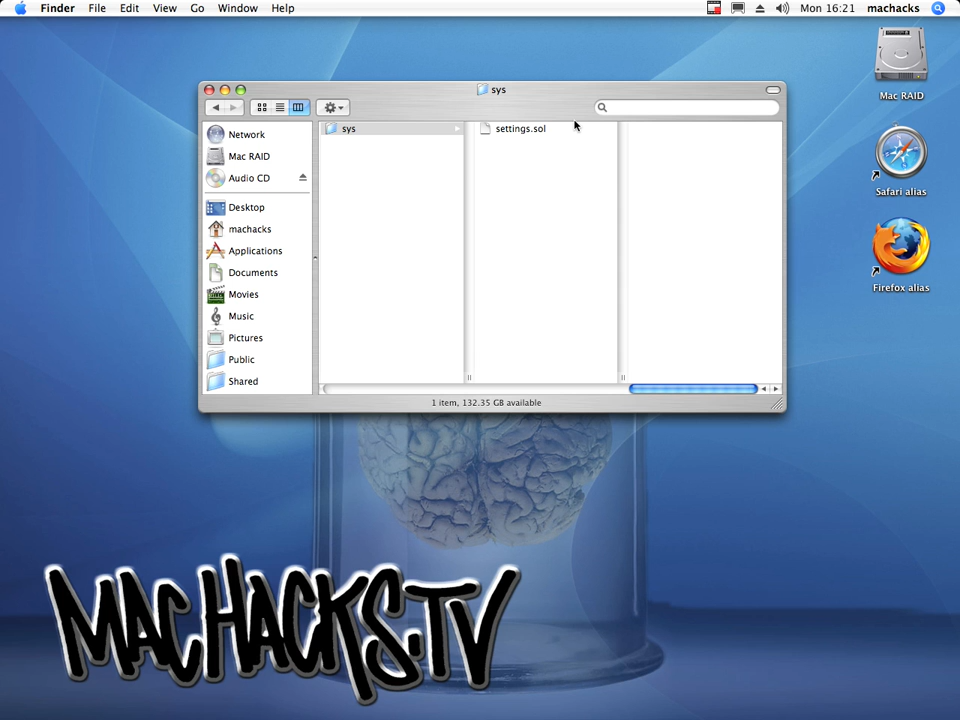 Finder File Edit View Go Window Help Mon 16:21 machacks
sys
Network
Mac RAID
Audio CD
Desktop
machacks
Applications
Documents
Movies
Music
Pictures
Public
Shared
sys
settings.sol
1 item, 132.35 GB available
Mac RAID
Safari alias
Firefox alias
MACHACKS.TV